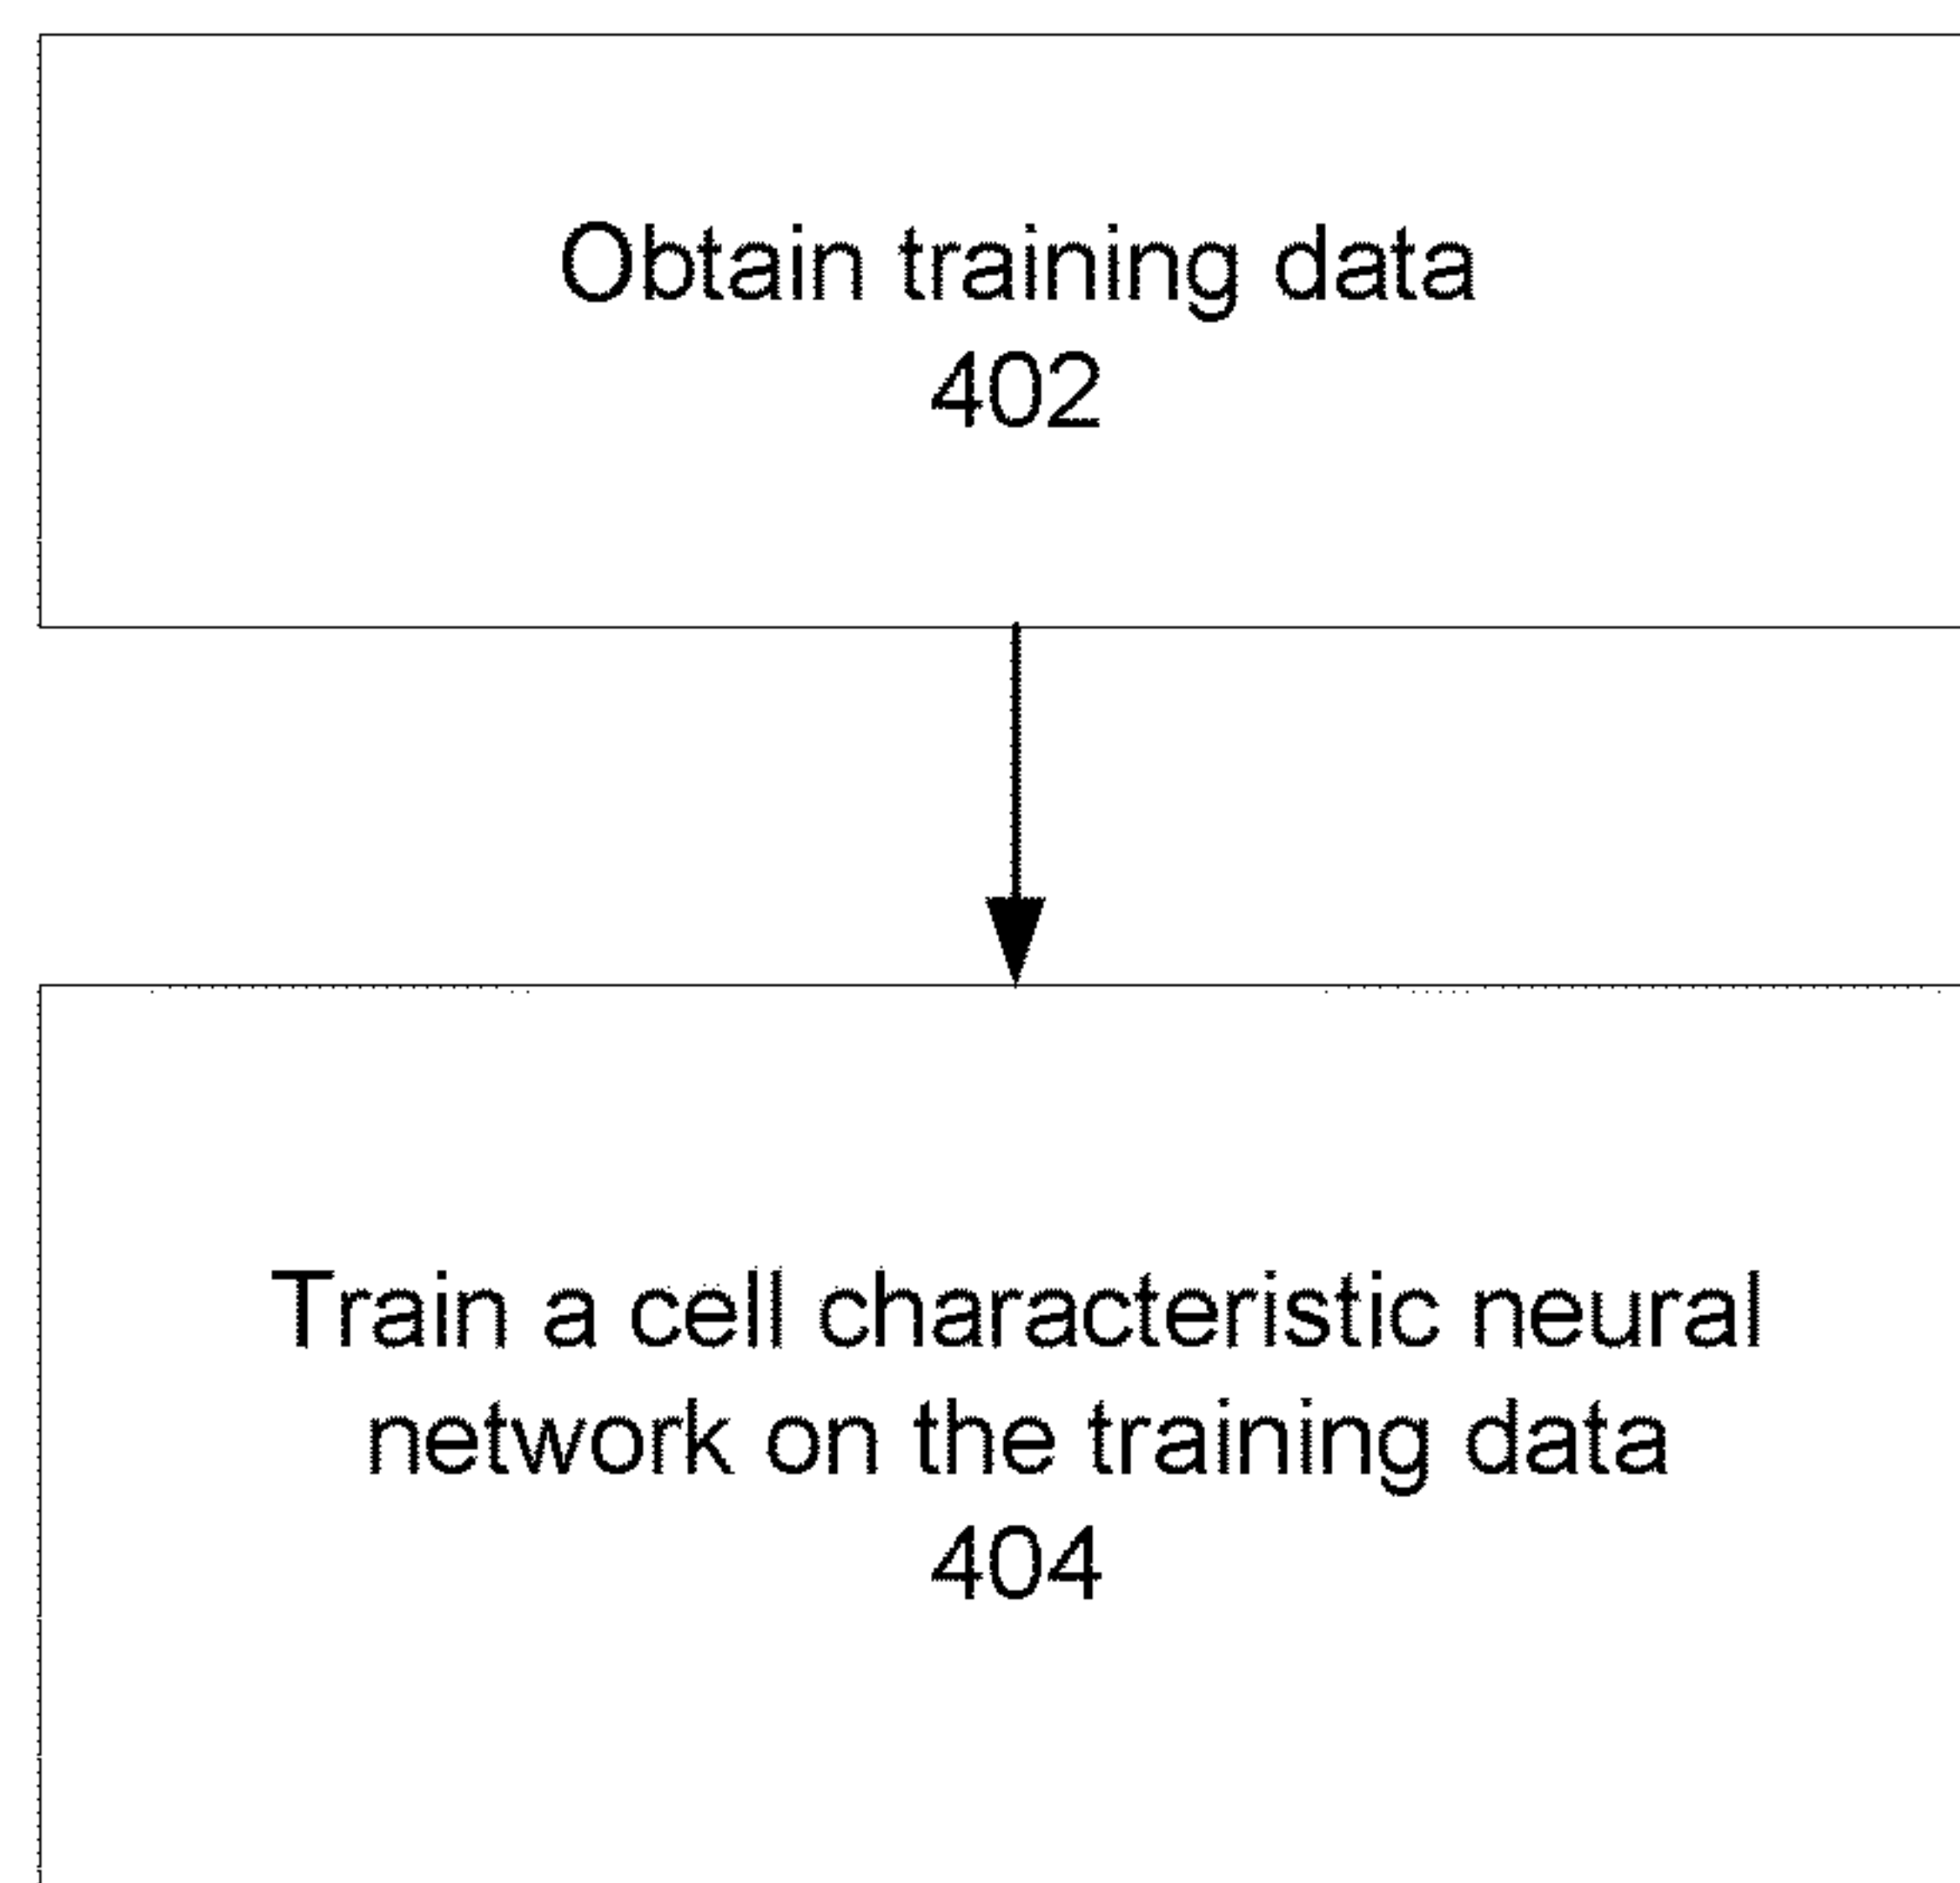 Obtain training data
402
Train a cell characteristic neural
network on the training data
404